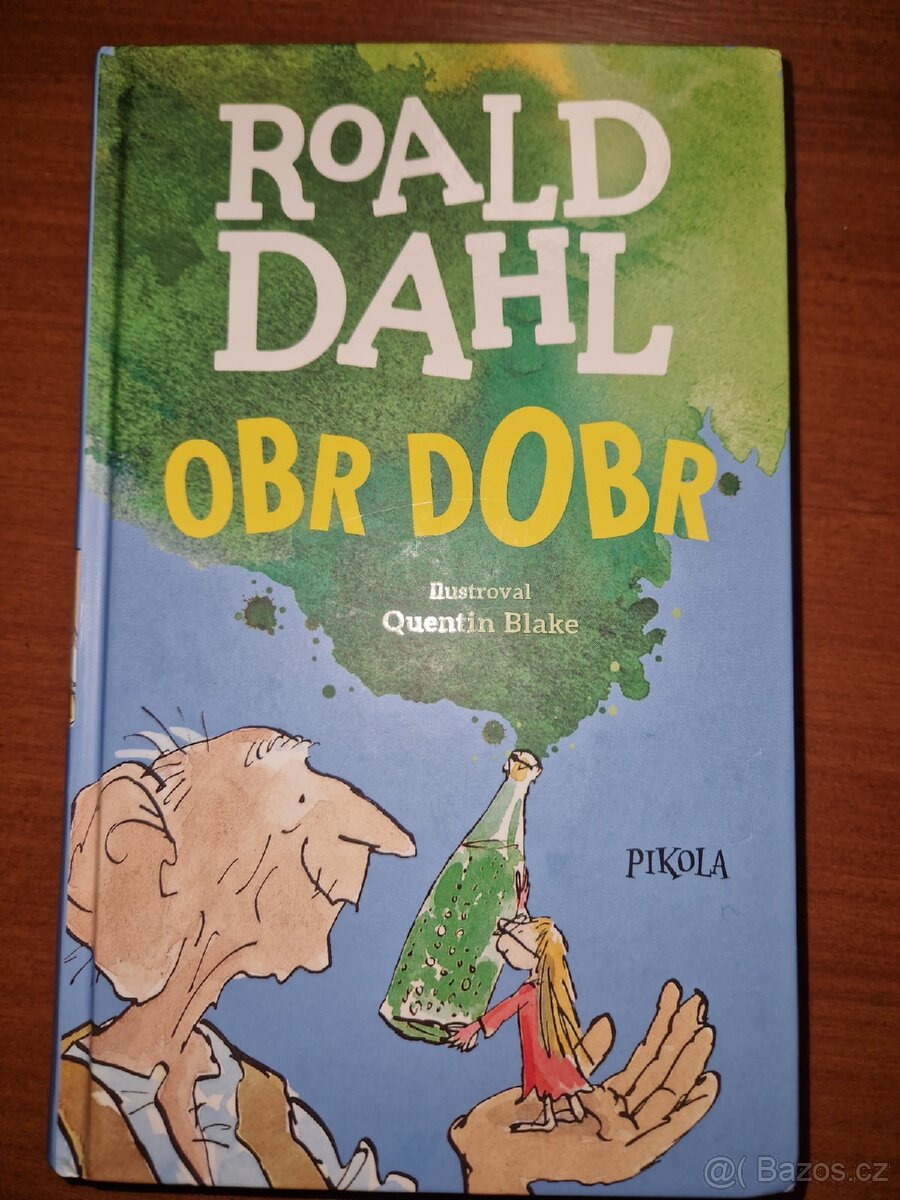 ROALD
DAHL
OBR DOBR
Ilustroval
Quentin Blake
PIKOLA
@( Bazos.cz